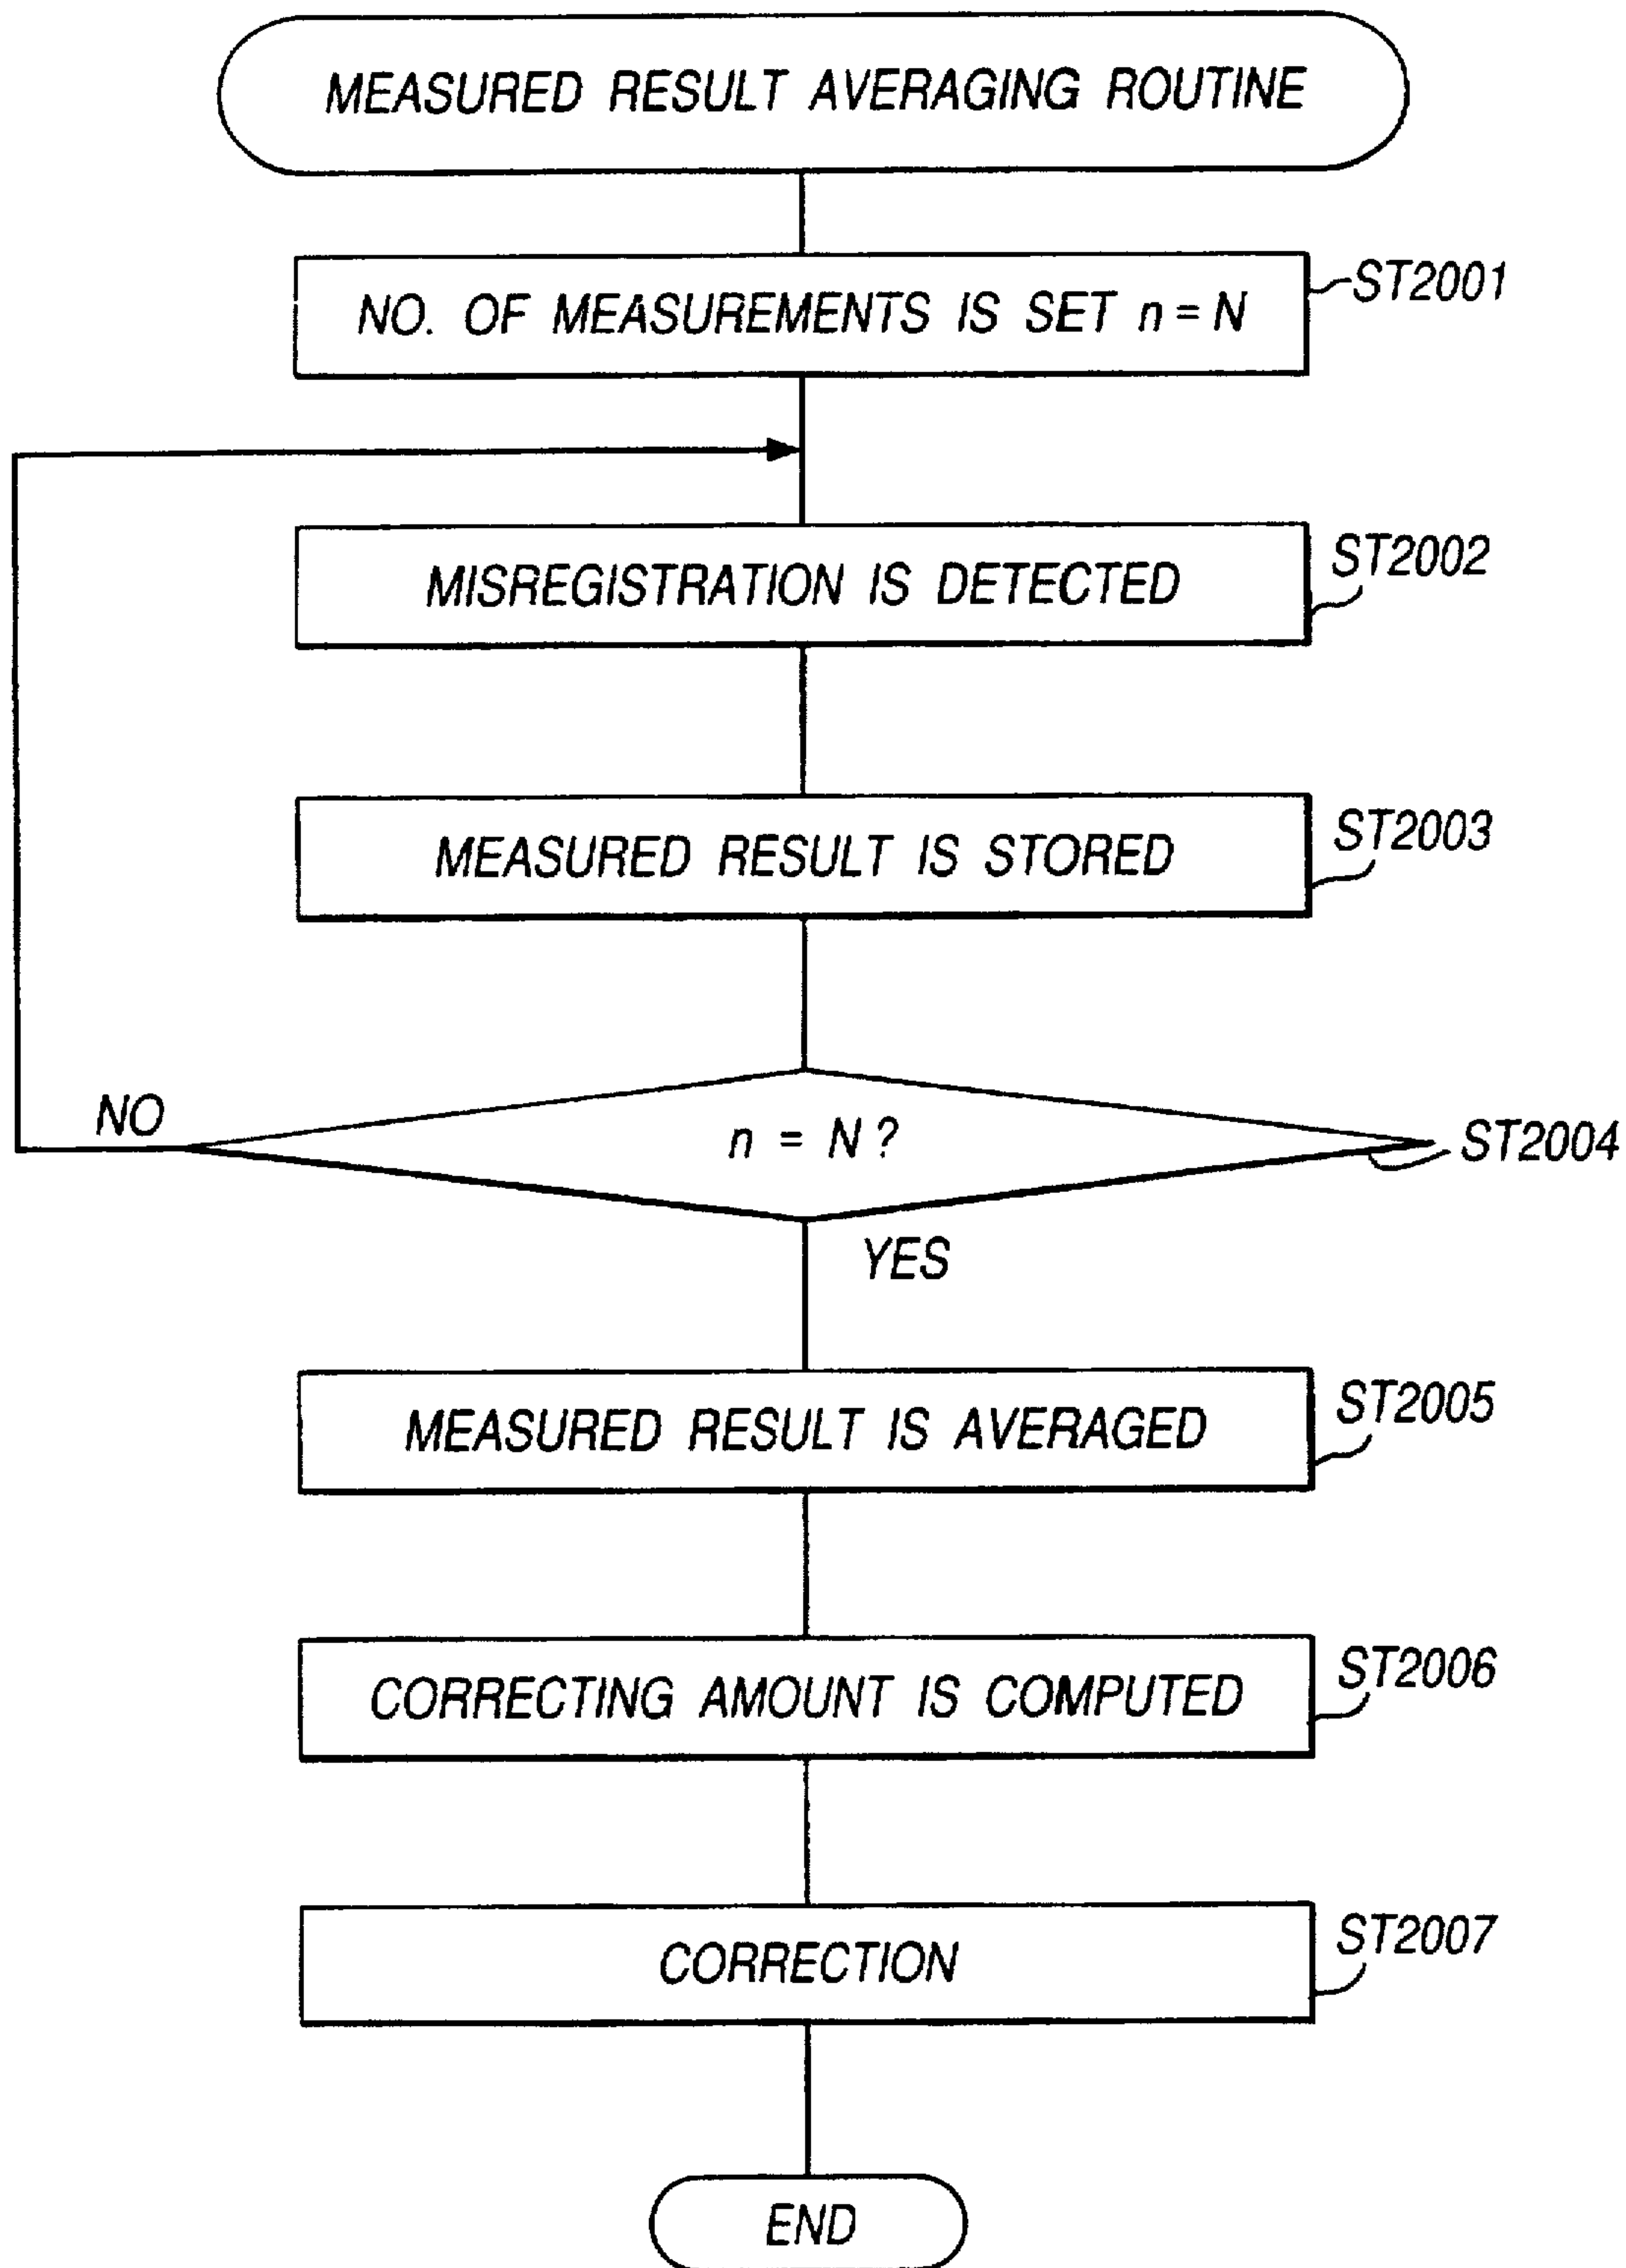 MEASURED RESULT AVERAGING ROUTINE
NO. OF MEASUREMENTS IS SET n = N
ST2001
MISREGISTRATION IS DETECTED
ST2002
MEASURED RESULT IS STORED
ST2003
NO
n = N ?
ST2004
YES
MEASURED RESULT IS AVERAGED
ST2005
CORRECTING AMOUNT IS COMPUTED
ST2006
CORRECTION
ST2007
END